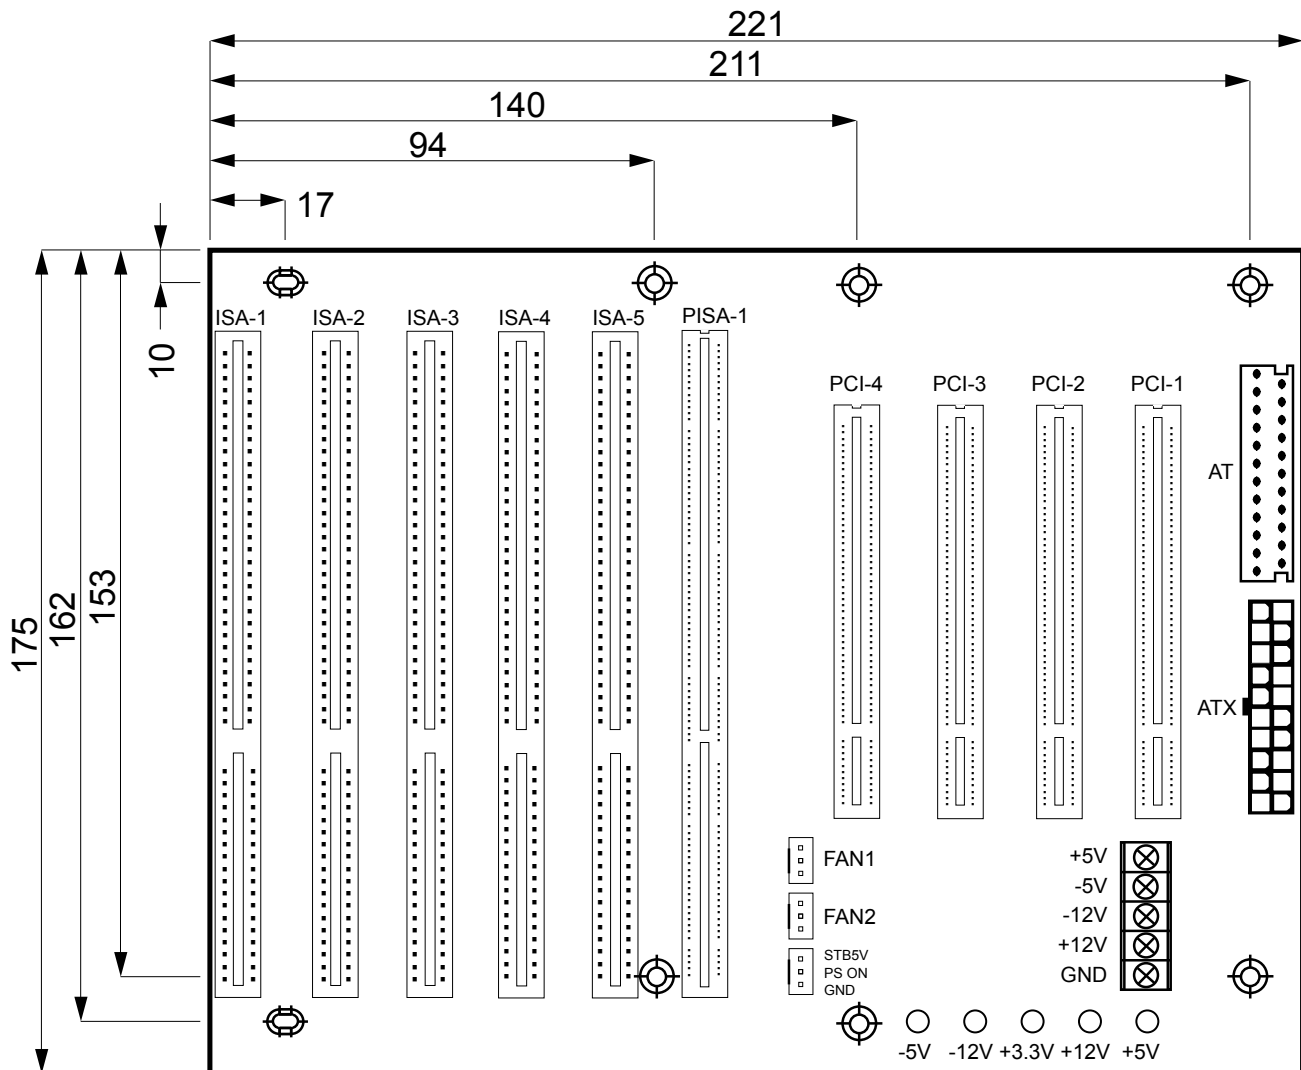 221
211
140
94
17
10
175
162
153
ISA-1 ISA-2 ISA-3 ISA-4 ISA-5 PISA-1
PCI-4 PCI-3 PCI-2 PCI-1
AT
ATX
FAN1
FAN2
STB5V
PS ON
GND
+5V
-5V
-12V
+12V
GND
-5V -12V +3.3V +12V +5V